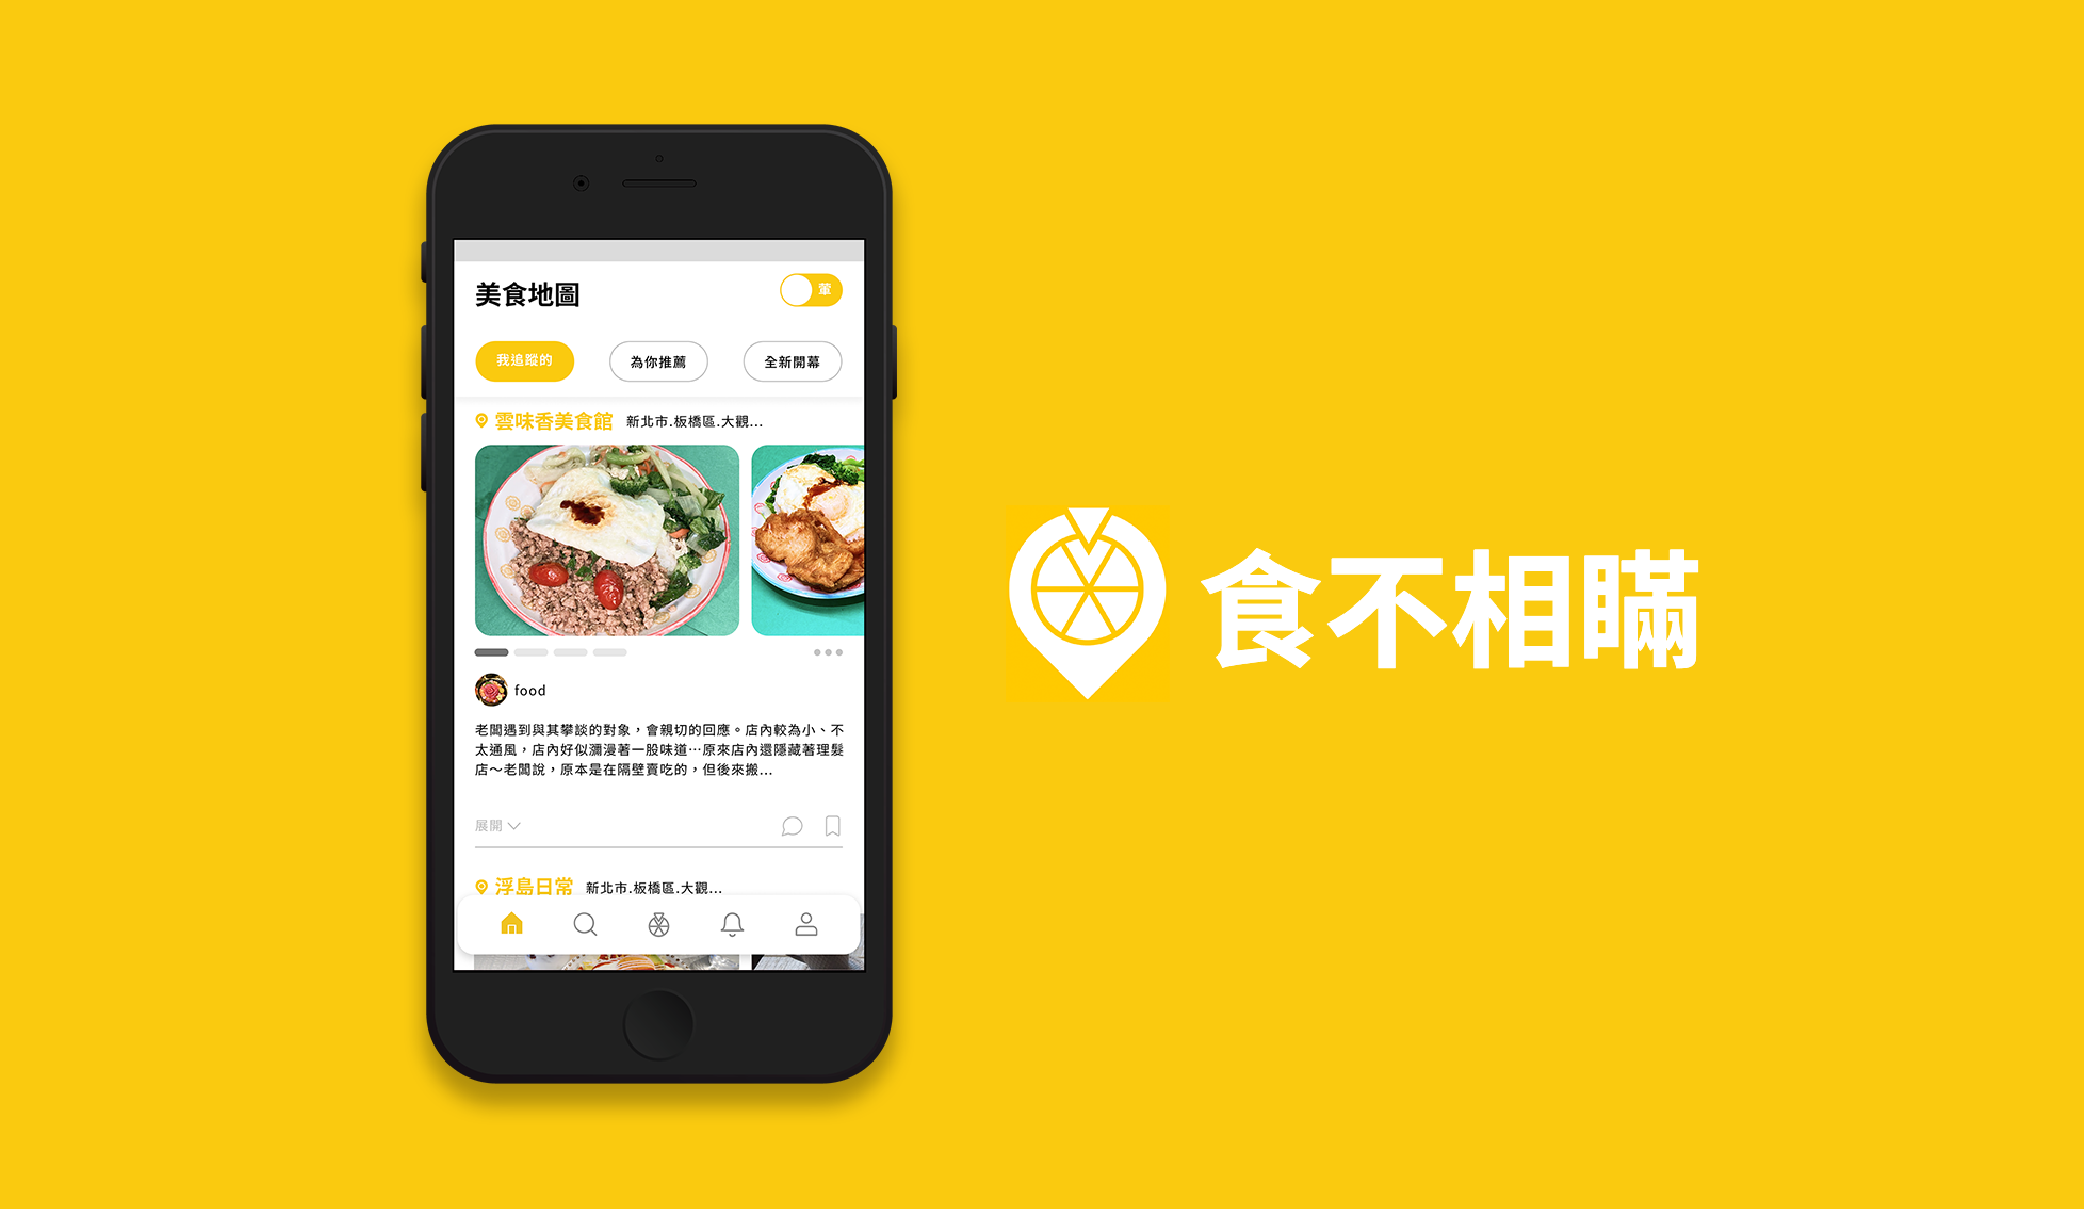 美食地圖
葷
我追蹤的
為你推薦
全新開幕
雲味香美食館 新北市.板橋區.大觀...
food
老闆遇到與其攀談的對象，會親切的回應。店內較為小、不
太通風，店內好似瀰漫著一股味道⋯原來店內還隱藏著理髮
店～老闆說，原本是在隔壁賣吃的，但後來搬...
展開
浮島日常 新北市.板橋區.大觀...
食不相瞞